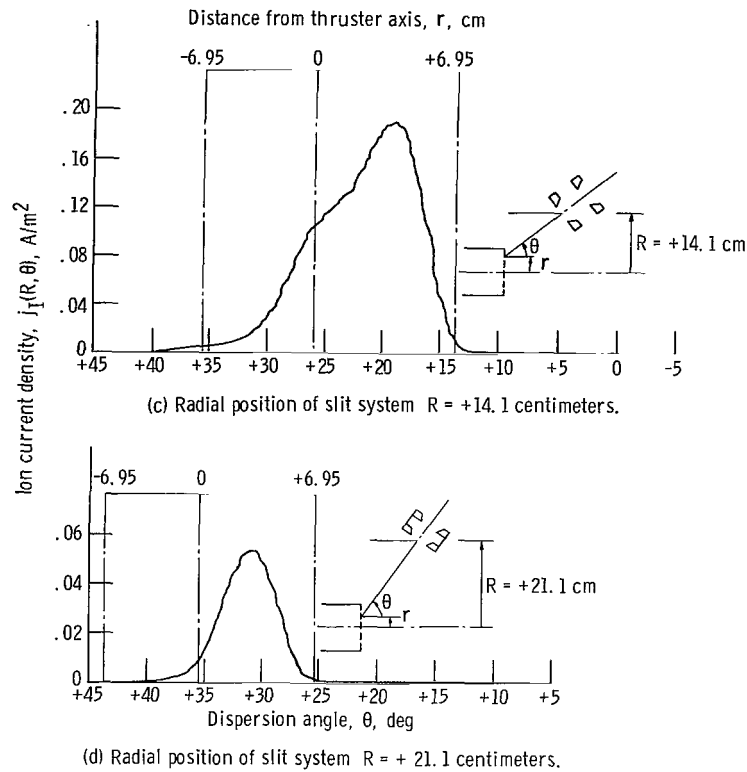 Distance from thruster axis, r, cm
-6.95 0 +6.95
.20
.16
.12
.08
.04
0
+45 +40 +35 +30 +25 +20 +15 +10 +5 0 -5
θ
r
R = +14.1 cm
(c) Radial position of slit system R = +14.1 centimeters.
Ion current density, j_I(R, θ), A/m²
-6.95 0 +6.95
.06
.04
.02
0
+45 +40 +35 +30 +25 +20 +15 +10 +5
θ
r
R = +21.1 cm
Dispersion angle, θ, deg
(d) Radial position of slit system R = + 21.1 centimeters.